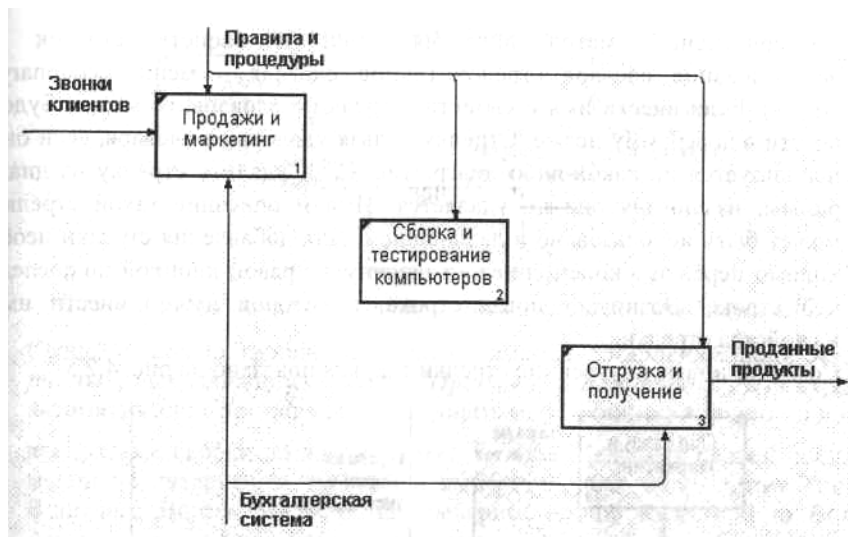 Правила и
процедуры
Звонки
клиентов
Продажи и
маркетинг
1
Сборка и
тестирование
компьютеров
2
Проданные
продукты
Отгрузка и
получение
3
Бухгалтерская
система